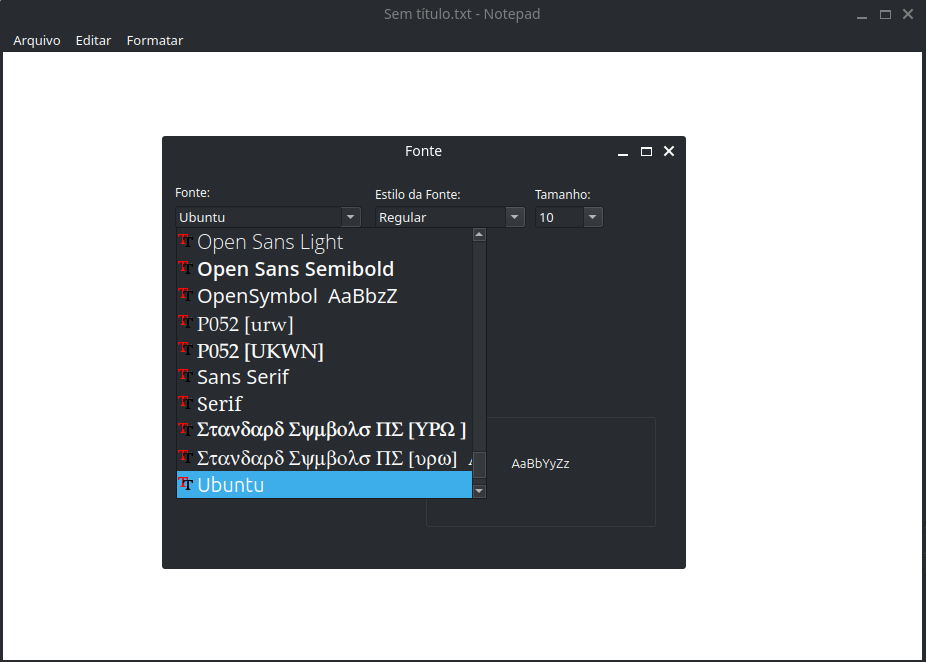 Sem título.txt - Notepad
Arquivo Editar Formatar
Fonte
Fonte:
Estilo da Fonte:
Tamanho:
Ubuntu
Regular
10
Open Sans Light
Open Sans Semibold
OpenSymbol AaBbzZ
P052 [urw]
P052 [UKWN]
Sans Serif
Serif
Στανδαρδ Σψμβολσ ΠΣ [ΥΡΩ ]
Στανδαρδ Σψμβολσ ΠΣ [υρω]
Ubuntu
AaBbYyZz